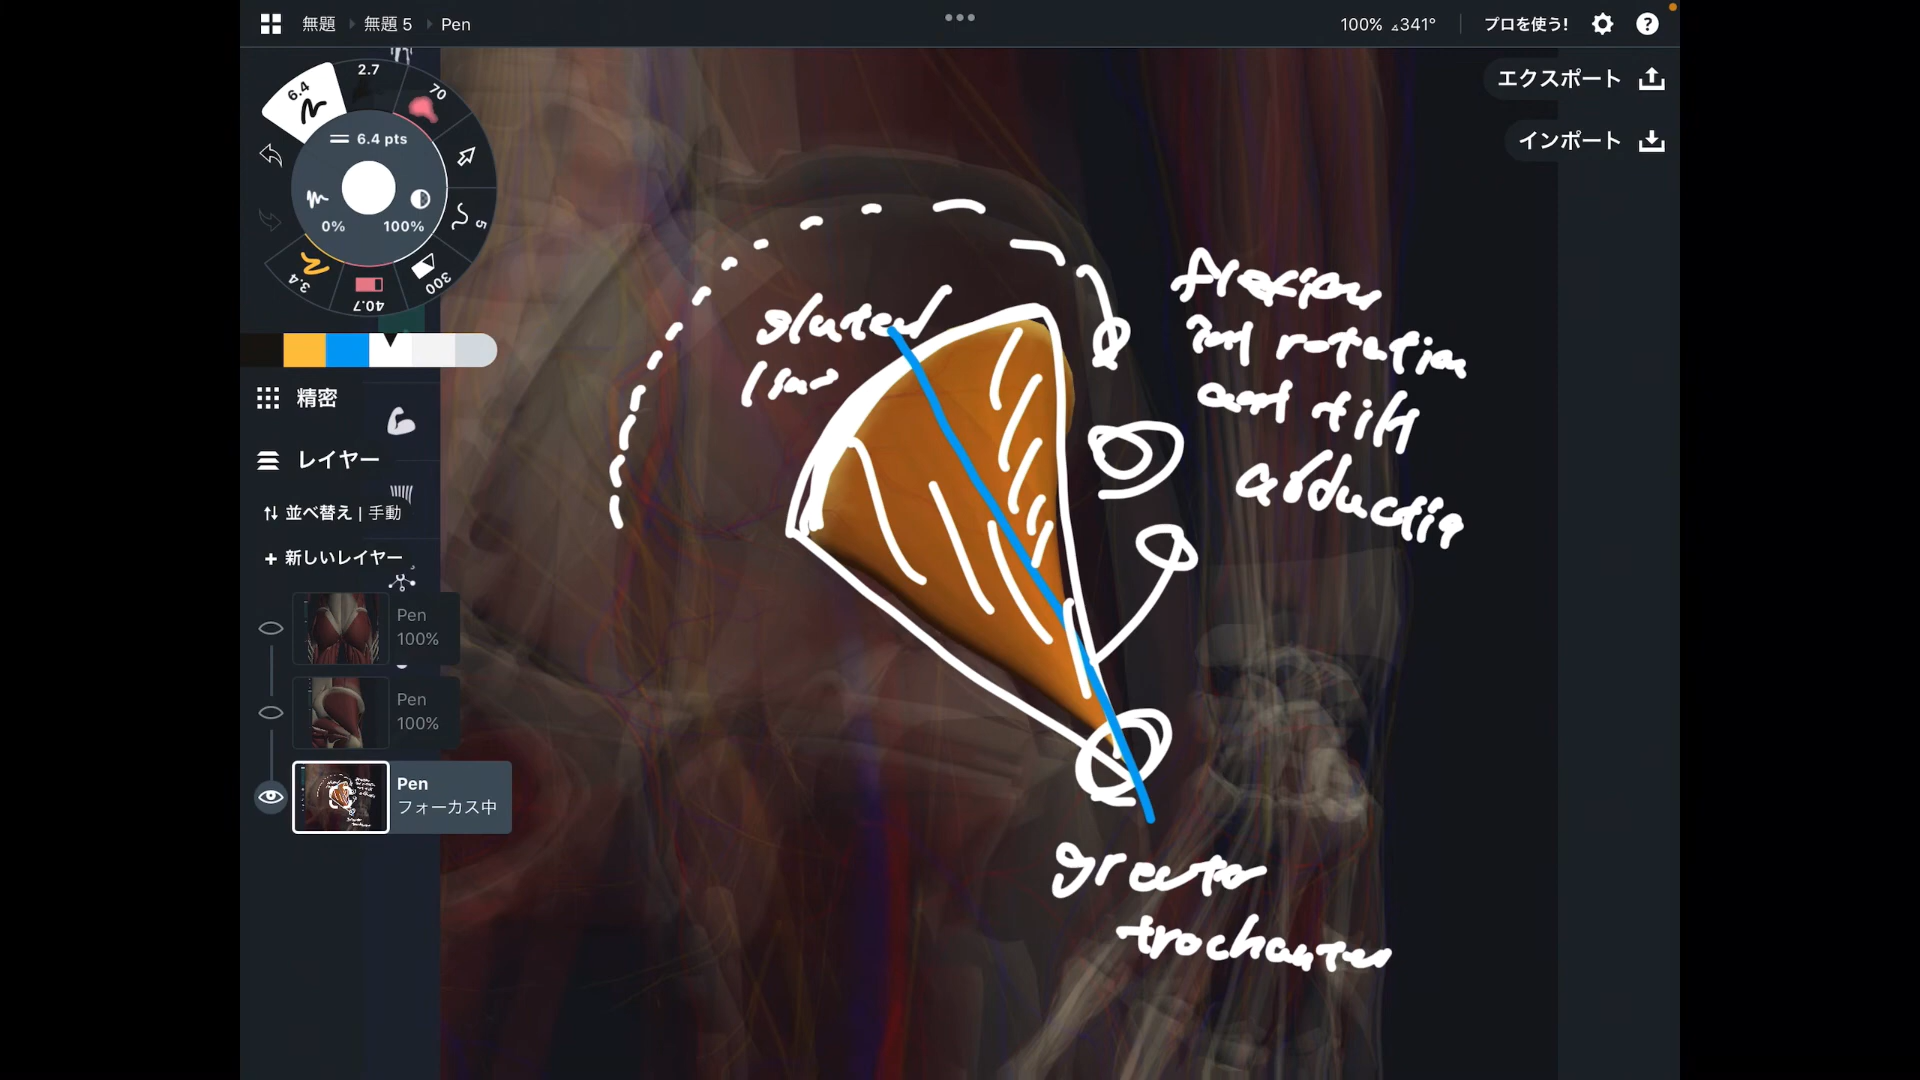 無題 無題 5 Pen
100% ∡341° プロを使う!
エクスポート
インポート
2.7
6.4
70
6.4 pts
5
0% 100%
3.4
40.7
300
精密
レイヤー
並べ替え | 手動
+ 新しいレイヤー
Pen
100%
Pen
100%
Pen
フォーカス中
gluteal
flexion
rotation
ant tilt
abduction
greater
trochanter